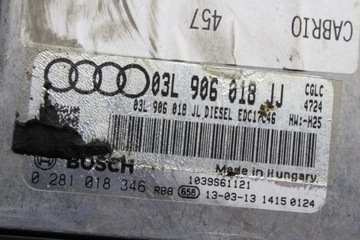 CABRIO
457
03L 906 018 JJ
CGLC
4724
03L 906 018 JL DIESEL EDC17C46
HW:-H25
BOSCH
Made in Hungary
1039S61121
0 281 018 346 RBB 658 13-03-13 1415 0124